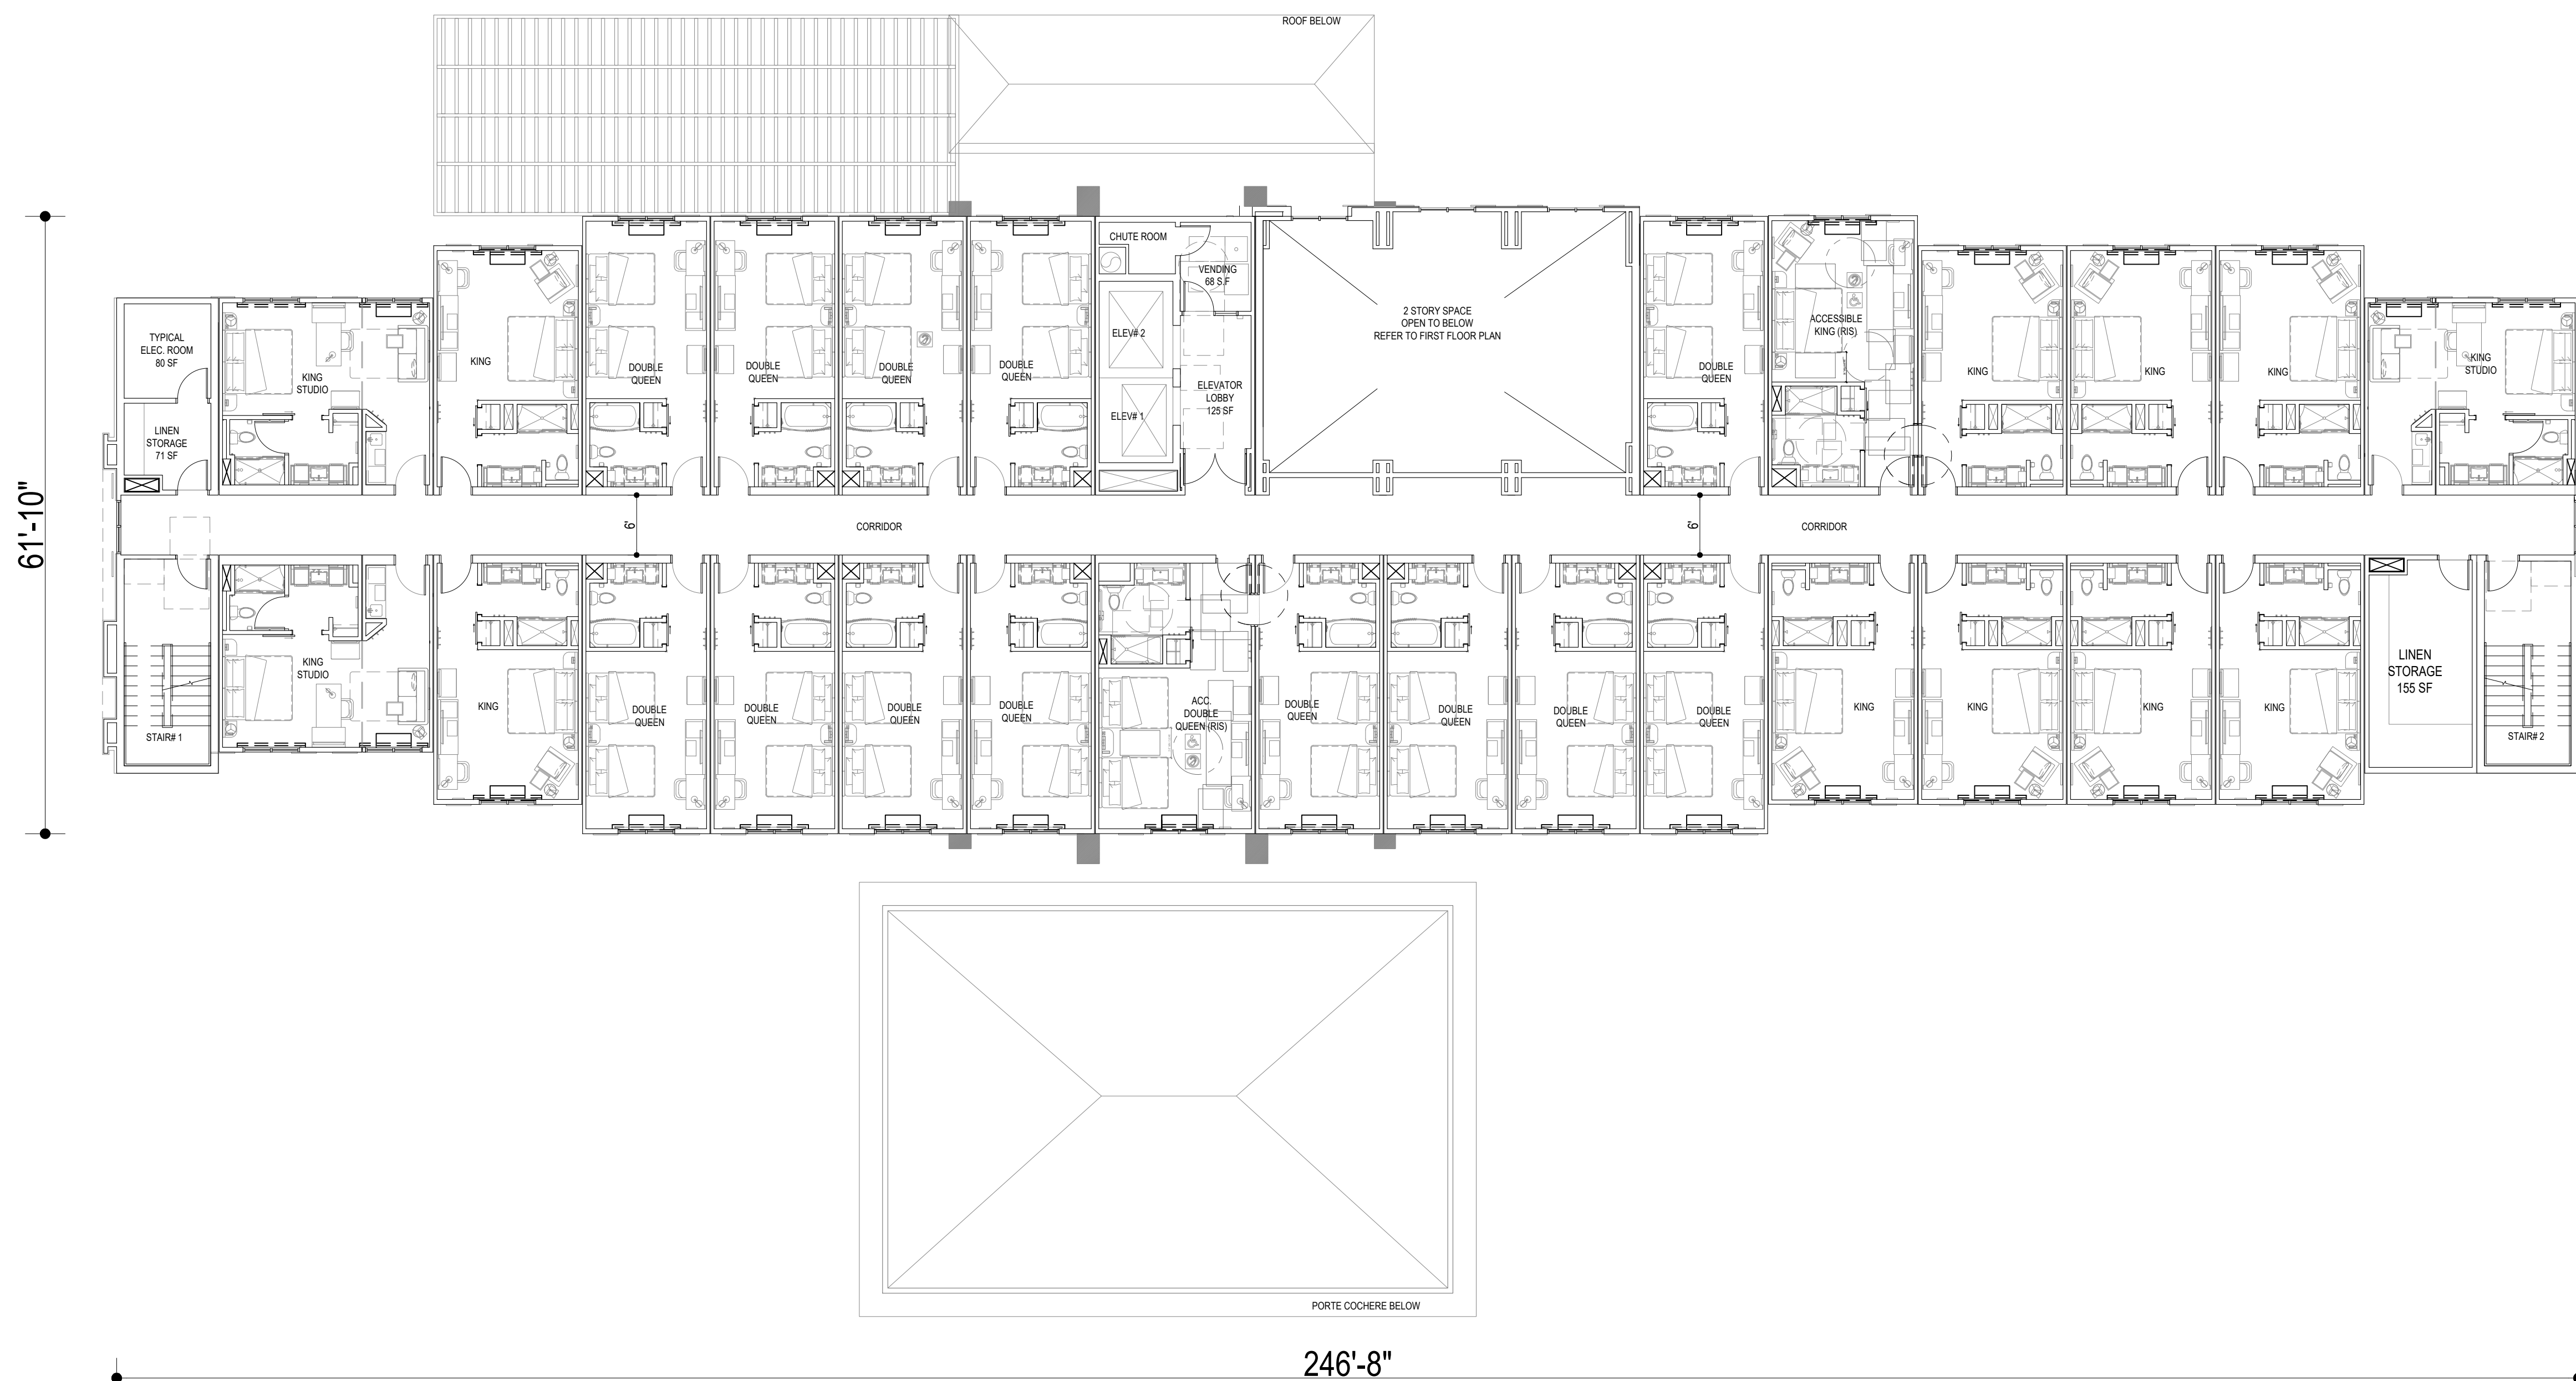 ROOF BELOW
61'-10"
CHUTE ROOM
VENDING
68 S.F
ELEV# 2
ELEV# 1
ELEVATOR
LOBBY
125 SF
2 STORY SPACE
OPEN TO BELOW
REFER TO FIRST FLOOR PLAN
TYPICAL
ELEC. ROOM
80 SF
LINEN
STORAGE
71 SF
KING
STUDIO
KING
DOUBLE
QUEEN
DOUBLE
QUEEN
DOUBLE
QUEEN
DOUBLE
QUEEN
DOUBLE
QUEEN
ACCESSIBLE
KING (RIS)
KING
KING
KING
KING
STUDIO
6'
CORRIDOR
6'
CORRIDOR
STAIR# 1
KING
STUDIO
KING
DOUBLE
QUEEN
DOUBLE
QUEEN
DOUBLE
QUEEN
DOUBLE
QUEEN
ACC.
DOUBLE
QUEEN (RIS)
DOUBLE
QUEEN
DOUBLE
QUEEN
DOUBLE
QUEEN
DOUBLE
QUEEN
KING
KING
KING
KING
LINEN
STORAGE
155 SF
STAIR# 2
PORTE COCHERE BELOW
246'-8"